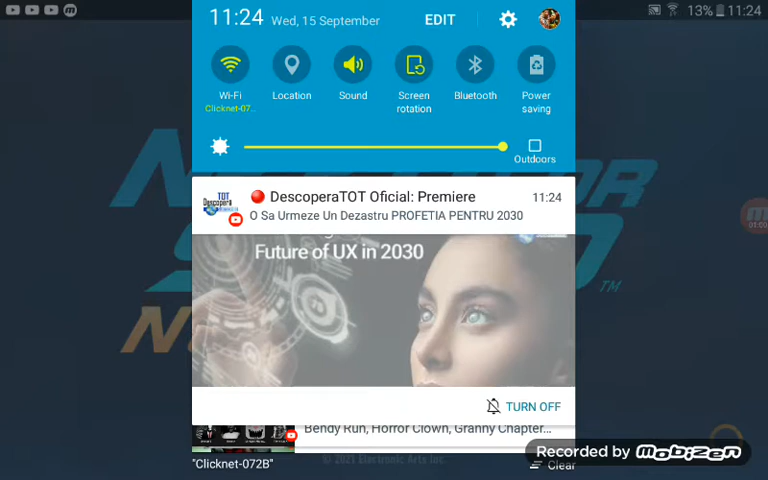 11:24 Wed, 15 September EDIT
13% 11:24
Wi-Fi Location Sound Screen rotation Bluetooth Power saving
Clicknet-07..
Outdoors
TOT
Descopera
DescoperaTOT Oficial: Premiere 11:24
O Sa Urmeze Un Dezastru PROFETIA PENTRU 2030
Future of UX in 2030
TURN OFF
Bendy Run, Horror Clown, Granny Chapter...
Recorded by mobizen
"Clicknet-072B" Clear
© 2021 Electronic Arts Inc.